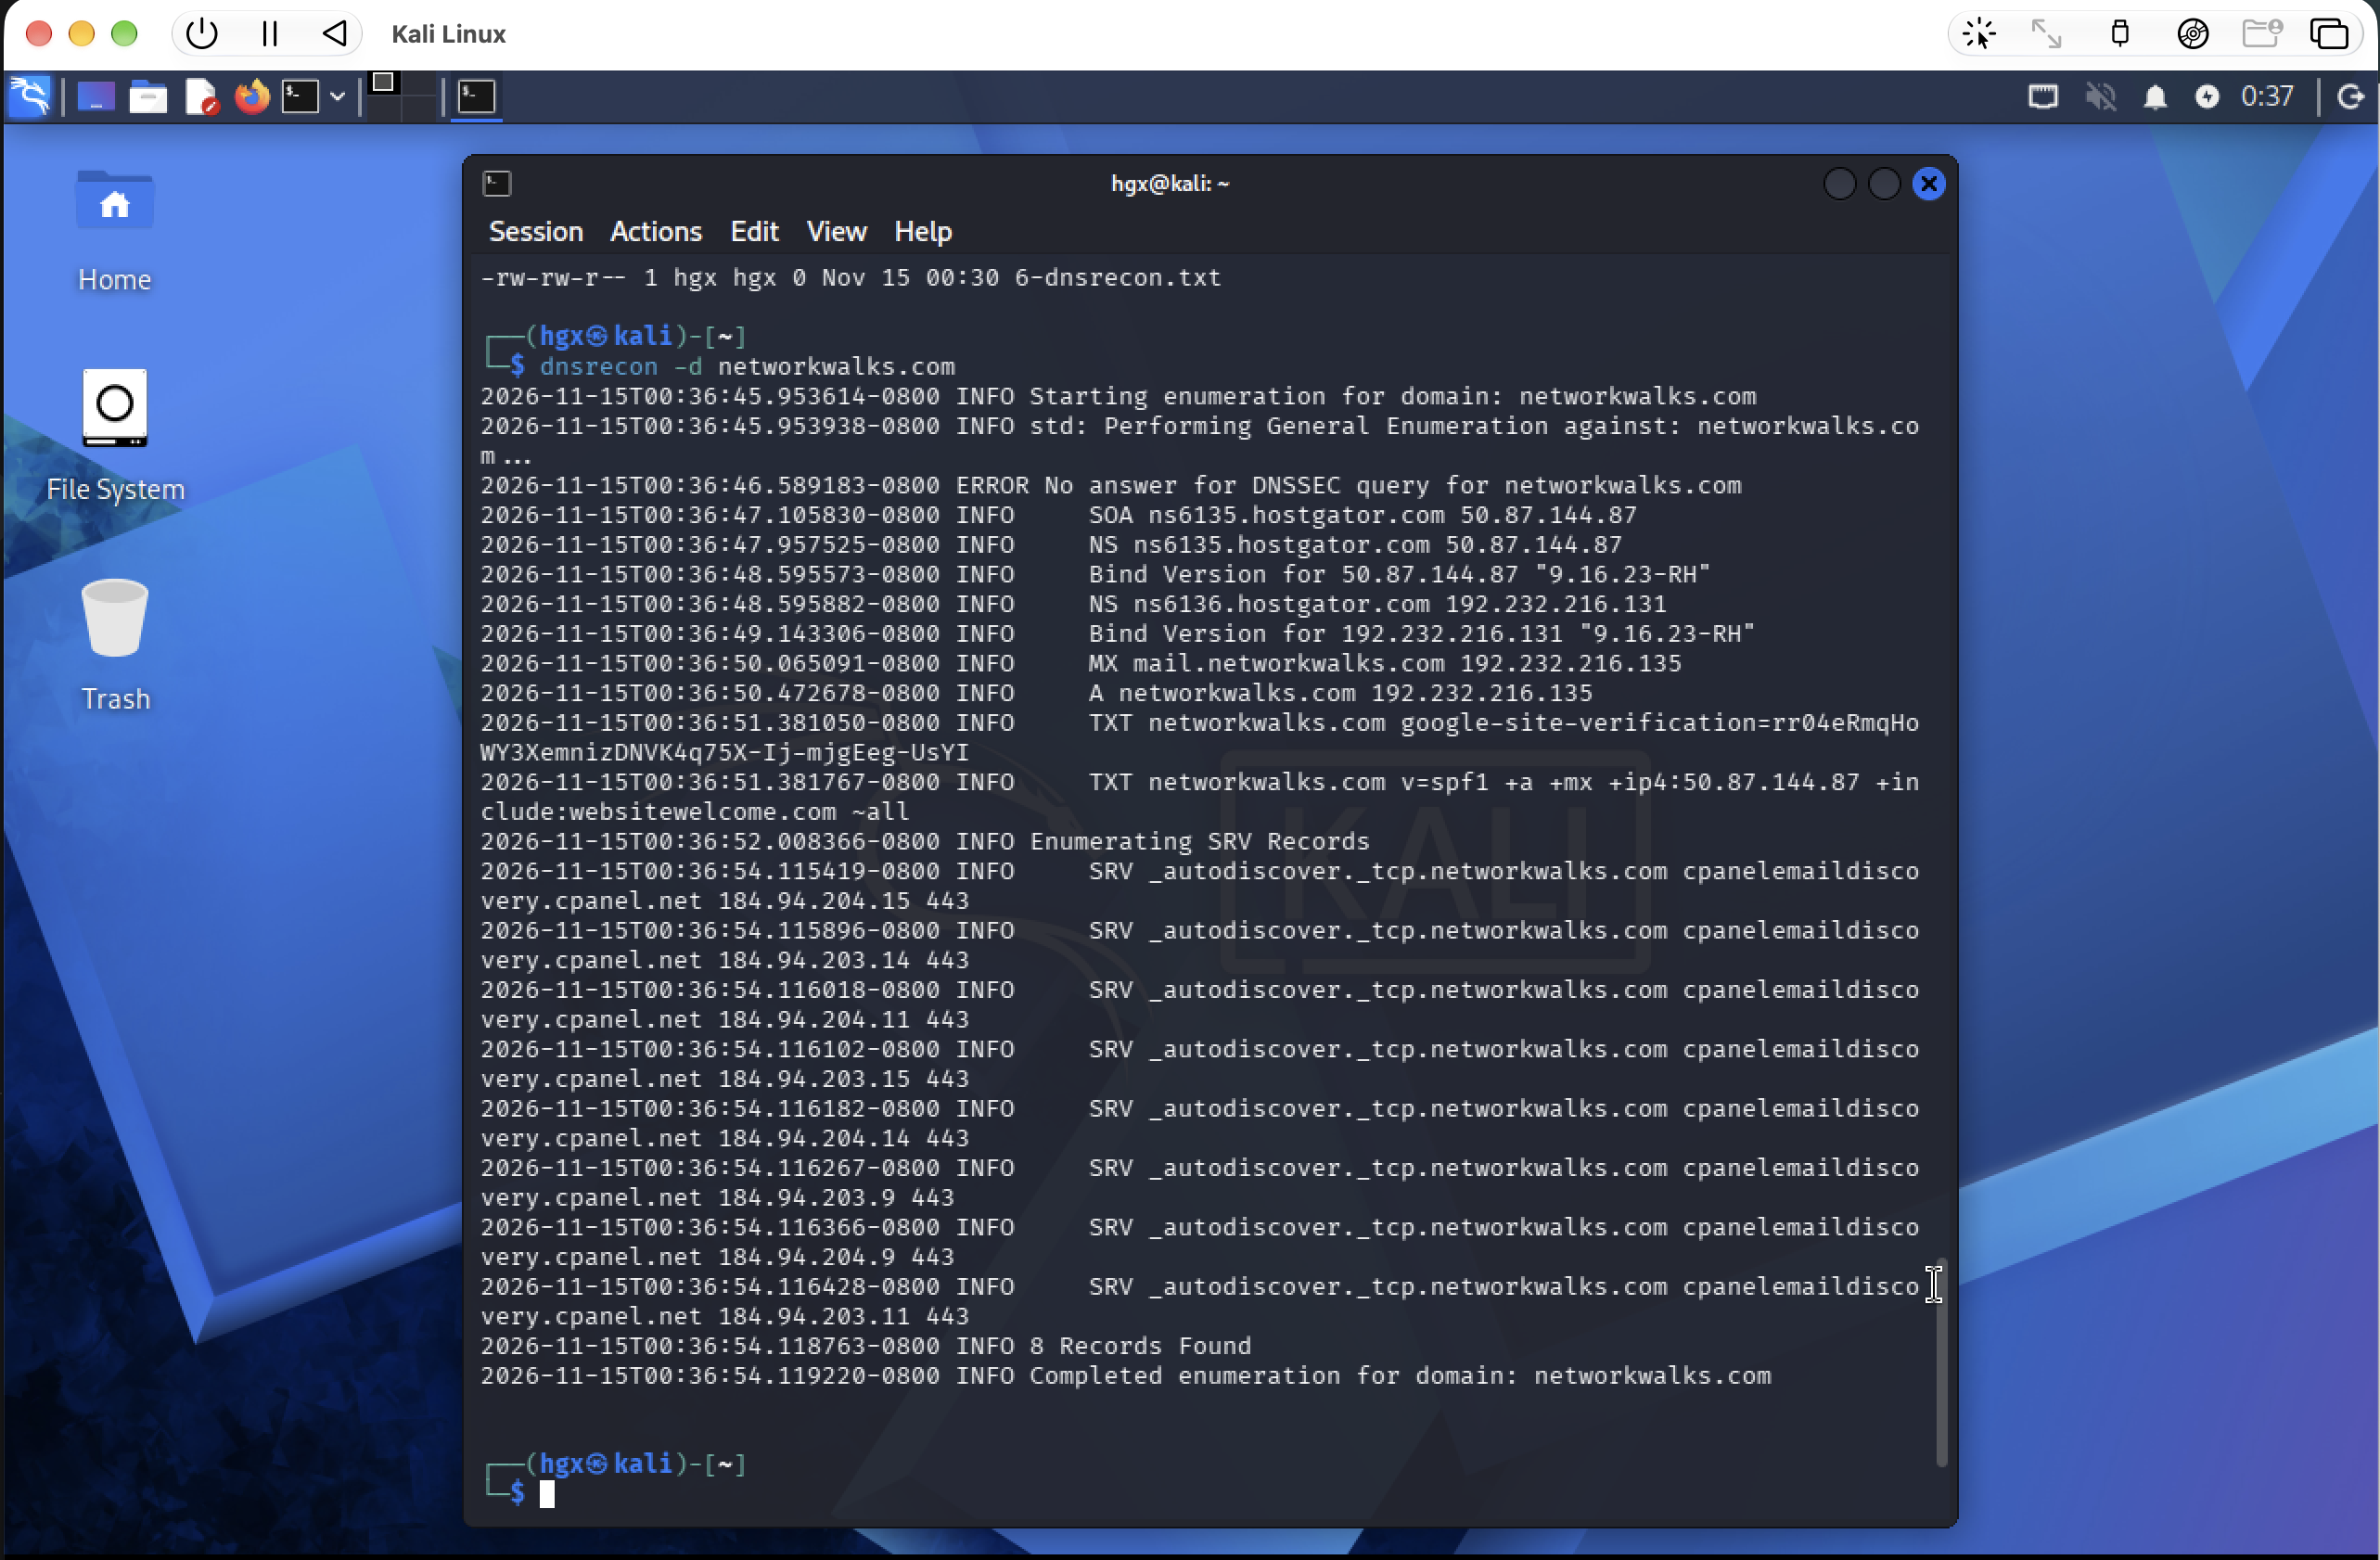 Kali Linux
0:37
Home
File System
Trash
hgx@kali: ~
Session Actions Edit View Help
-rw-rw-r-- 1 hgx hgx 0 Nov 15 00:30 6-dnsrecon.txt
┌──(hgx㉿kali)-[~]
└─$ dnsrecon -d networkwalks.com
2026-11-15T00:36:45.953614-0800 INFO Starting enumeration for domain: networkwalks.com
2026-11-15T00:36:45.953938-0800 INFO std: Performing General Enumeration against: networkwalks.co
m...
2026-11-15T00:36:46.589183-0800 ERROR No answer for DNSSEC query for networkwalks.com
2026-11-15T00:36:47.105830-0800 INFO SOA ns6135.hostgator.com 50.87.144.87
2026-11-15T00:36:47.957525-0800 INFO NS ns6135.hostgator.com 50.87.144.87
2026-11-15T00:36:48.595573-0800 INFO Bind Version for 50.87.144.87 "9.16.23-RH"
2026-11-15T00:36:48.595882-0800 INFO NS ns6136.hostgator.com 192.232.216.131
2026-11-15T00:36:49.143306-0800 INFO Bind Version for 192.232.216.131 "9.16.23-RH"
2026-11-15T00:36:50.065091-0800 INFO MX mail.networkwalks.com 192.232.216.135
2026-11-15T00:36:50.472678-0800 INFO A networkwalks.com 192.232.216.135
2026-11-15T00:36:51.381050-0800 INFO TXT networkwalks.com google-site-verification=rr04eRmqHo
WY3XemnizDNVK4q75X-Ij-mjgEeg-UsYI
2026-11-15T00:36:51.381767-0800 INFO TXT networkwalks.com v=spf1 +a +mx +ip4:50.87.144.87 +in
clude:websitewelcome.com ~all
2026-11-15T00:36:52.008366-0800 INFO Enumerating SRV Records
2026-11-15T00:36:54.115419-0800 INFO SRV _autodiscover._tcp.networkwalks.com cpanelemaildisco
very.cpanel.net 184.94.204.15 443
2026-11-15T00:36:54.115896-0800 INFO SRV _autodiscover._tcp.networkwalks.com cpanelemaildisco
very.cpanel.net 184.94.203.14 443
2026-11-15T00:36:54.116018-0800 INFO SRV _autodiscover._tcp.networkwalks.com cpanelemaildisco
very.cpanel.net 184.94.204.11 443
2026-11-15T00:36:54.116102-0800 INFO SRV _autodiscover._tcp.networkwalks.com cpanelemaildisco
very.cpanel.net 184.94.203.15 443
2026-11-15T00:36:54.116182-0800 INFO SRV _autodiscover._tcp.networkwalks.com cpanelemaildisco
very.cpanel.net 184.94.204.14 443
2026-11-15T00:36:54.116267-0800 INFO SRV _autodiscover._tcp.networkwalks.com cpanelemaildisco
very.cpanel.net 184.94.203.9 443
2026-11-15T00:36:54.116366-0800 INFO SRV _autodiscover._tcp.networkwalks.com cpanelemaildisco
very.cpanel.net 184.94.204.9 443
2026-11-15T00:36:54.116428-0800 INFO SRV _autodiscover._tcp.networkwalks.com cpanelemaildisco
very.cpanel.net 184.94.203.11 443
2026-11-15T00:36:54.118763-0800 INFO 8 Records Found
2026-11-15T00:36:54.119220-0800 INFO Completed enumeration for domain: networkwalks.com
┌──(hgx㉿kali)-[~]
└─$
KALI